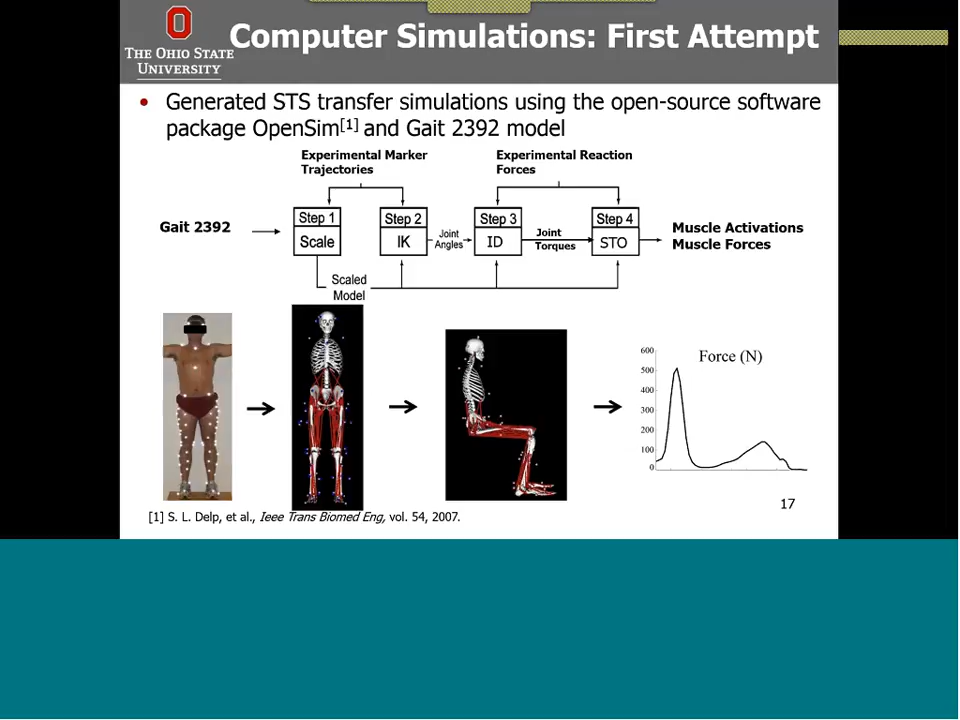 THE OHIO STATE
UNIVERSITY
Computer Simulations: First Attempt
• Generated STS transfer simulations using the open-source software
package OpenSim[1] and Gait 2392 model
Experimental Marker
Trajectories
Experimental Reaction
Forces
Gait 2392
Step 1
Scale
Step 2
IK
Joint
Angles
Step 3
ID
Joint
Torques
Step 4
STO
Muscle Activations
Muscle Forces
Scaled
Model
Force (N)
600
500
400
300
200
100
0
17
[1] S. L. Delp, et al., Ieee Trans Biomed Eng, vol. 54, 2007.